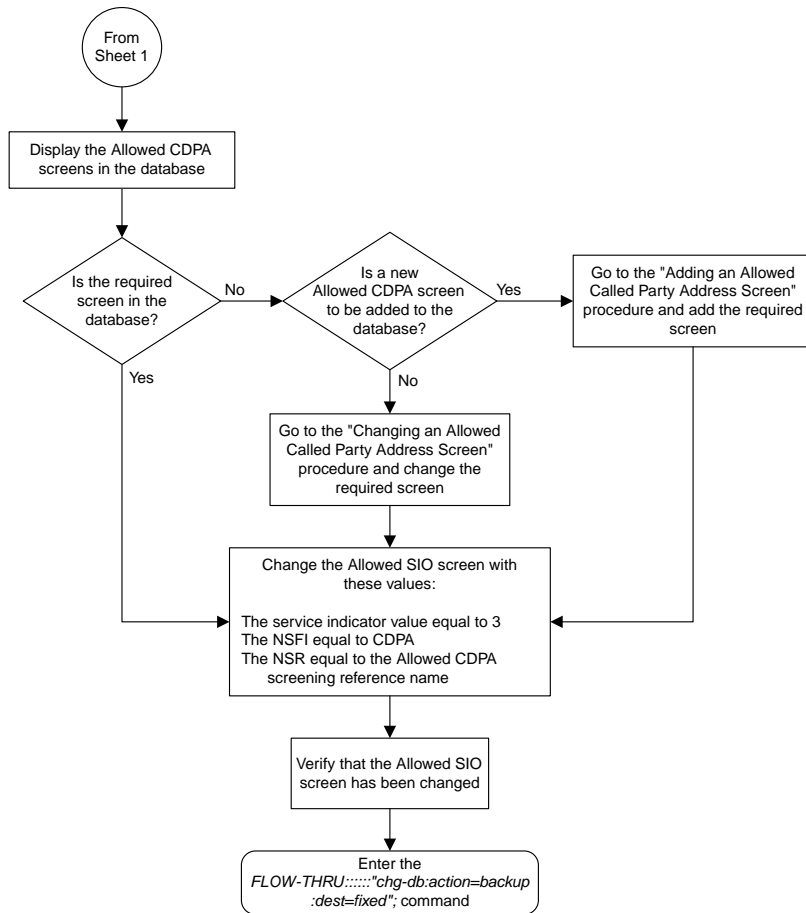 From
Sheet 1
Display the Allowed CDPA
screens in the database
Is the required
screen in the
database?
No
Yes
Is a new
Allowed CDPA screen
to be added to the
database?
Yes
No
Go to the "Adding an Allowed
Called Party Address Screen"
procedure and add the required
screen
Go to the "Changing an Allowed
Called Party Address Screen"
procedure and change the
required screen
Change the Allowed SIO screen with
these values:
The service indicator value equal to 3
The NSFI equal to CDPA
The NSR equal to the Allowed CDPA
screening reference name
Verify that the Allowed SIO
screen has been changed
Enter the
FLOW-THRU::::::"chg-db:action=backup
:dest=fixed"; command